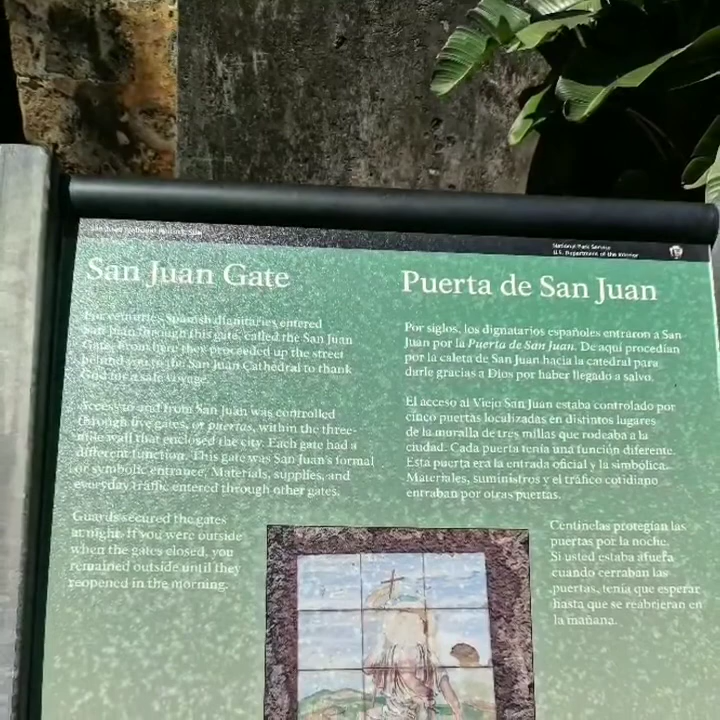 National Park Service
U.S. Department of the Interior
San Juan Gate
For centuries, Spanish dignitaries entered
San Juan through this gate, called the San Juan
Gate. From here they proceeded up the street
behind you to the San Juan Cathedral to thank
God for a safe voyage.
Access to and from San Juan was controlled
through five gates, or puertas, within the three-
mile wall that enclosed the city. Each gate had a
different function. This gate was San Juan's formal
or symbolic entrance. Materials, supplies, and
everyday traffic entered through other gates.
Guards secured the gates
at night. If you were outside
when the gates closed, you
remained outside until they
reopened in the morning.
Puerta de San Juan
Por siglos, los dignatarios españoles entraron a San
Juan por la Puerta de San Juan. De aquí procedían
por la caleta de San Juan hacia la catedral para
darle gracias a Dios por haber llegado a salvo.
El acceso al Viejo San Juan estaba controlado por
cinco puertas localizadas en distintos lugares
de la muralla de tres millas que rodeaba a la
ciudad. Cada puerta tenía una función diferente.
Esta puerta era la entrada oficial y la simbólica.
Materiales, suministros y el tráfico cotidiano
entraban por otras puertas.
Centinelas protegían las
puertas por la noche.
Si usted estaba afuera
cuando cerraban las
puertas, tenía que esperar
hasta que se reabrieran en
la mañana.